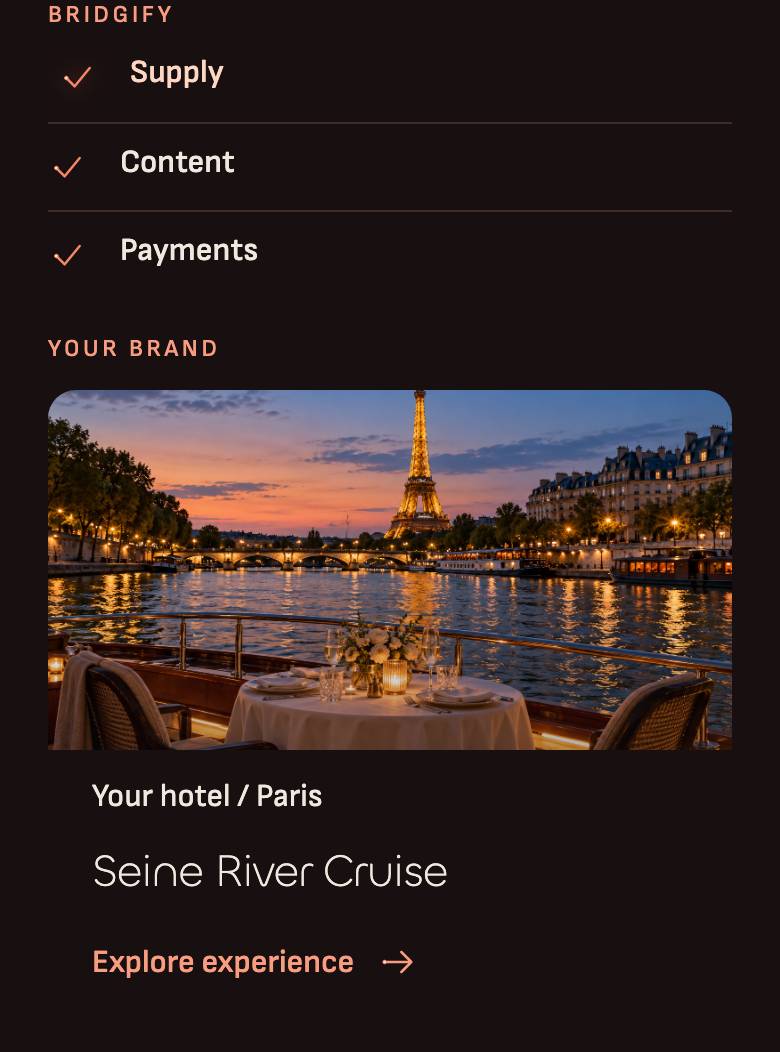 BRIDGIFY
Supply
Content
Payments
YOUR BRAND
Your hotel / Paris
Seine River Cruise
Explore experience